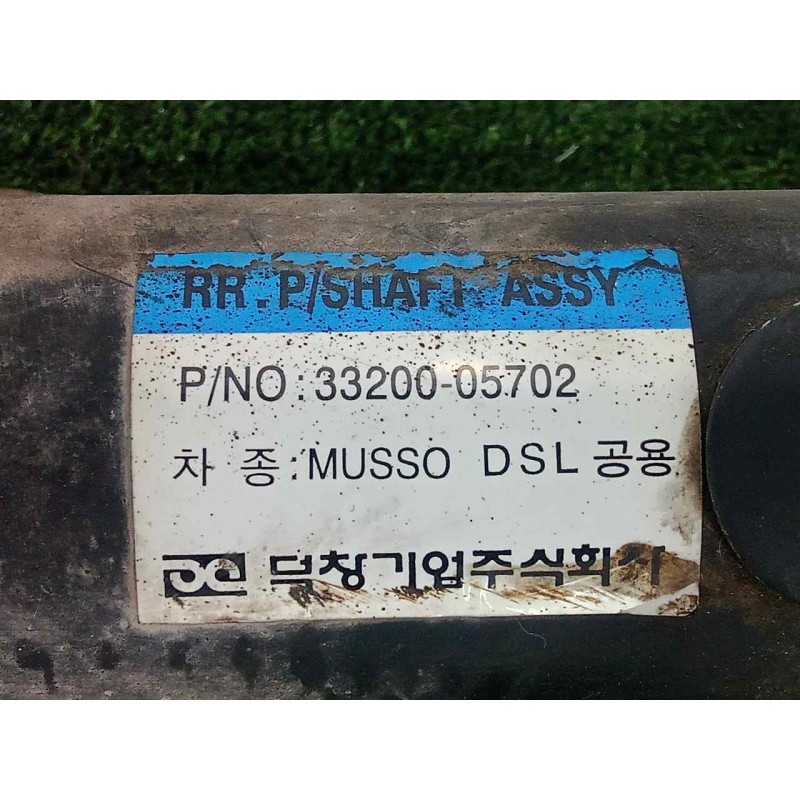 RR. P/SHAFT ASSY
P/NO : 33200-05702
차 종 : MUSSO DSL 공용
덕창기업주식회사